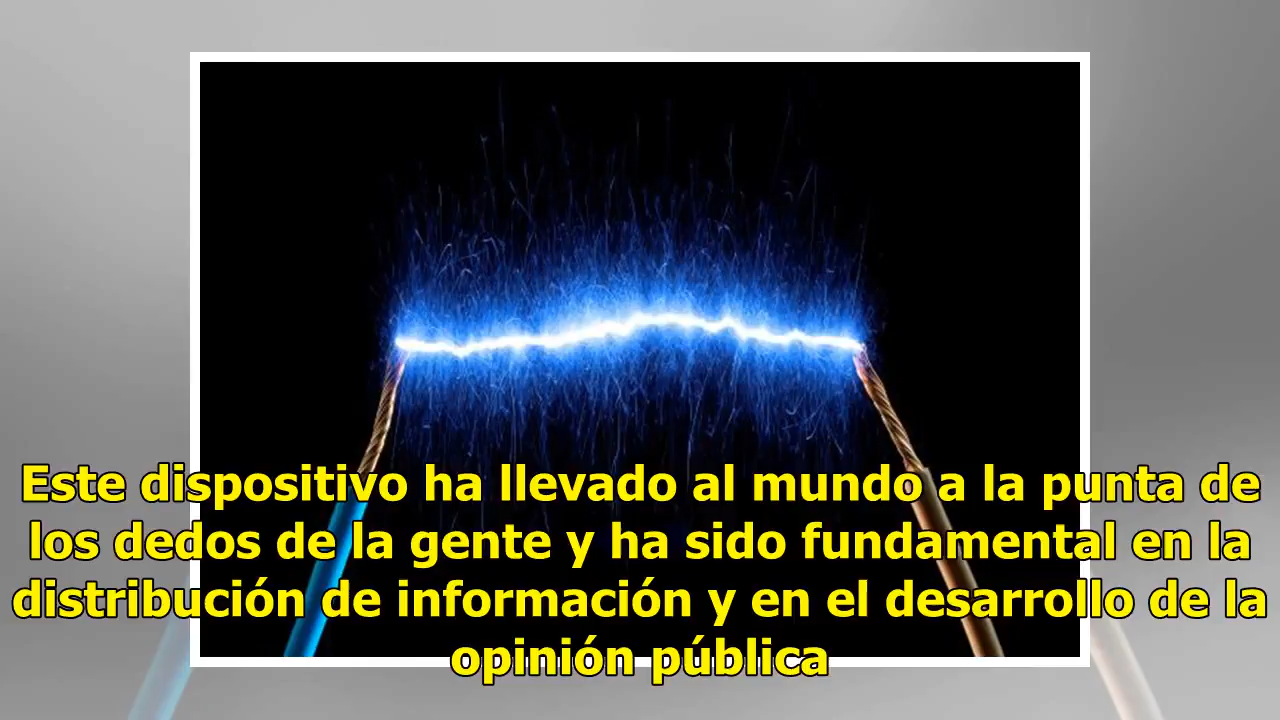 Este dispositivo ha llevado al mundo a la punta de
los dedos de la gente y ha sido fundamental en la
distribución de información y en el desarrollo de la
opinión pública